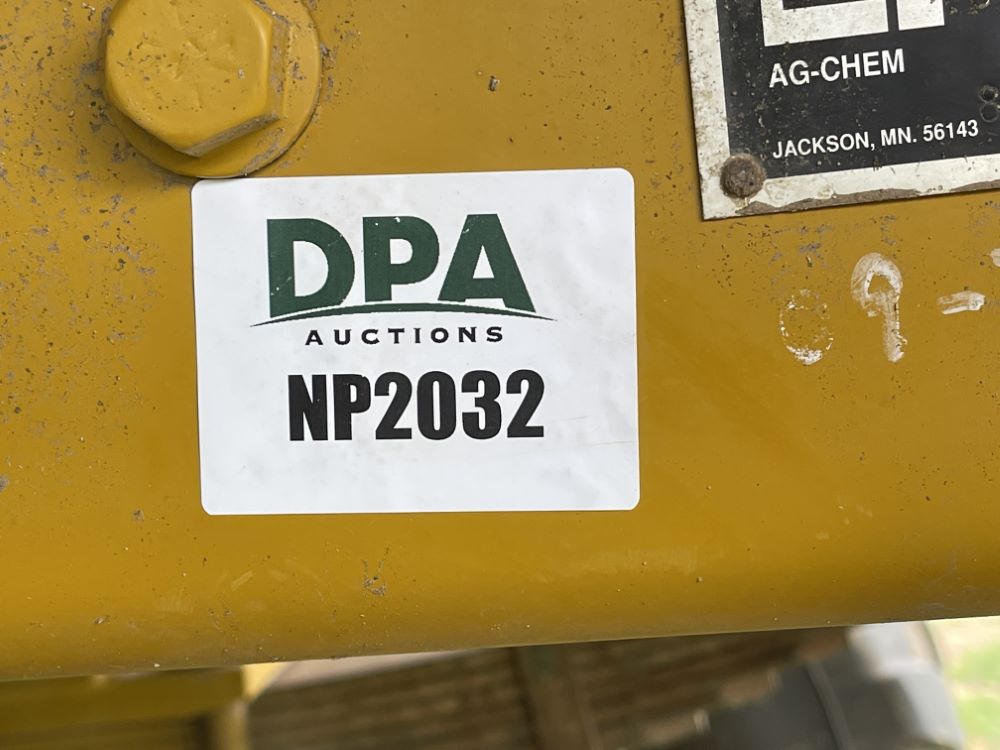 AG-CHEM
JACKSON, MN. 56143
DPA
AUCTIONS
NP2032